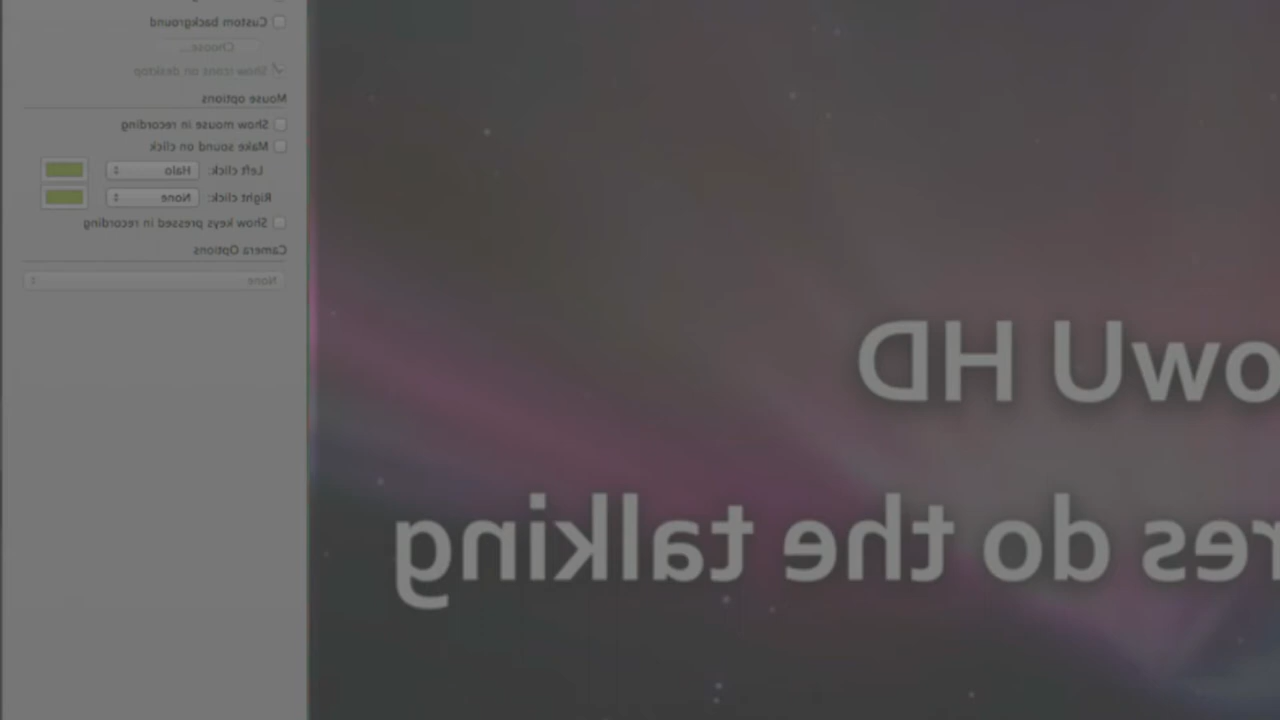 Custom background
Choose...
Show icons on desktop
Mouse options
Show mouse in recording
Make sound on click
Left click: Halo
Right click: None
Show keys pressed in recording
Camera Options
None
owU HD
res do the talking